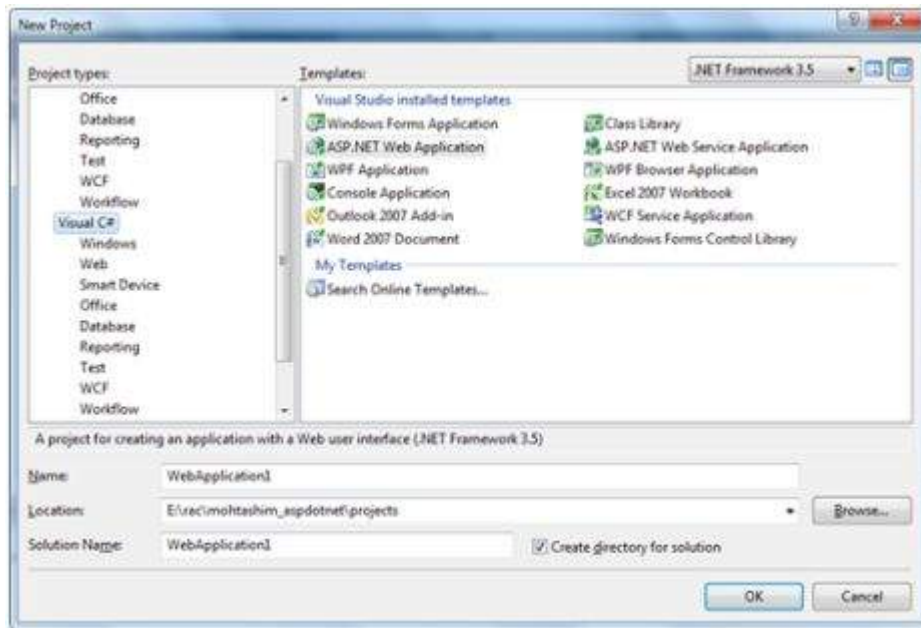 New Project
Project types:
Templates:
.NET Framework 3.5
Office
Database
Reporting
Test
WCF
Workflow
Visual C#
Windows
Web
Smart Device
Office
Database
Reporting
Test
WCF
Workflow
Visual Studio installed templates
Windows Forms Application
Class Library
ASP.NET Web Application
ASP.NET Web Service Application
WPF Application
WPF Browser Application
Console Application
Excel 2007 Workbook
Outlook 2007 Add-in
WCF Service Application
Word 2007 Document
Windows Forms Control Library
My Templates
Search Online Templates...
A project for creating an application with a Web user interface (.NET Framework 3.5)
Name:
WebApplication1
Location:
E:\rac\mohtashim_aspdotnet\projects
Browse...
Solution Name:
WebApplication1
Create directory for solution
OK
Cancel